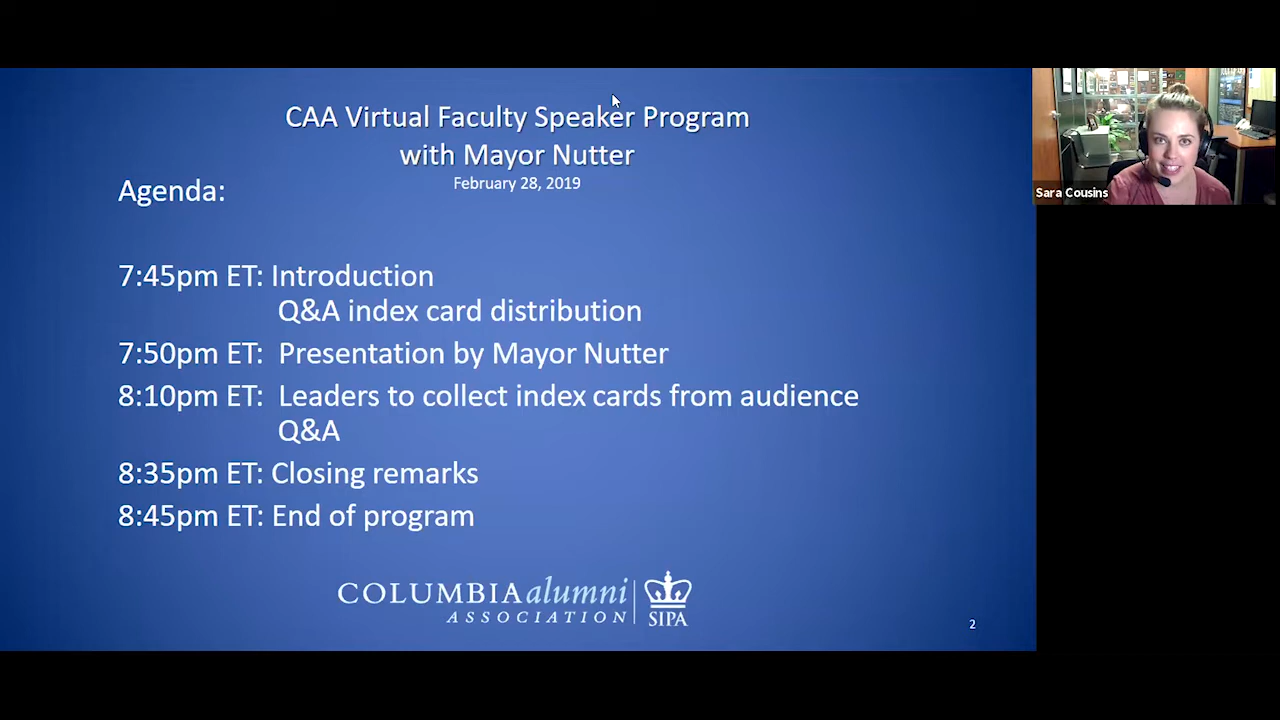 CAA Virtual Faculty Speaker Program
with Mayor Nutter
February 28, 2019
Agenda:
7:45pm ET: Introduction
Q&A index card distribution
7:50pm ET: Presentation by Mayor Nutter
8:10pm ET: Leaders to collect index cards from audience
Q&A
8:35pm ET: Closing remarks
8:45pm ET: End of program
COLUMBIA alumni
ASSOCIATION
SIPA
2
Sara Cousins